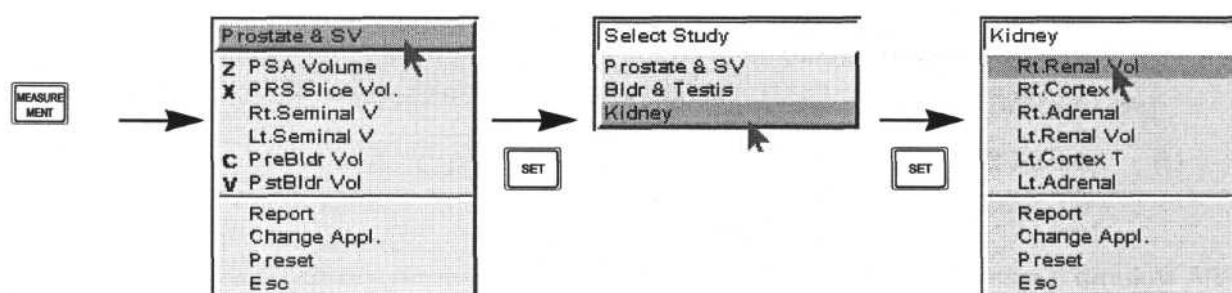 MEASURE
MENT
Prostate & SV
Z PSA Volume
X PRS Slice Vol.
Rt.Seminal V
Lt.Seminal V
C PreBldr Vol
V PstBldr Vol
Report
Change Appl.
Preset
Esc
SET
Select Study
Prostate & SV
Bldr & Testis
Kidney
SET
Kidney
Rt.Renal Vol
Rt.Cortex
Rt.Adrenal
Lt.Renal Vol
Lt.Cortex T
Lt.Adrenal
Report
Change Appl.
Preset
Esc